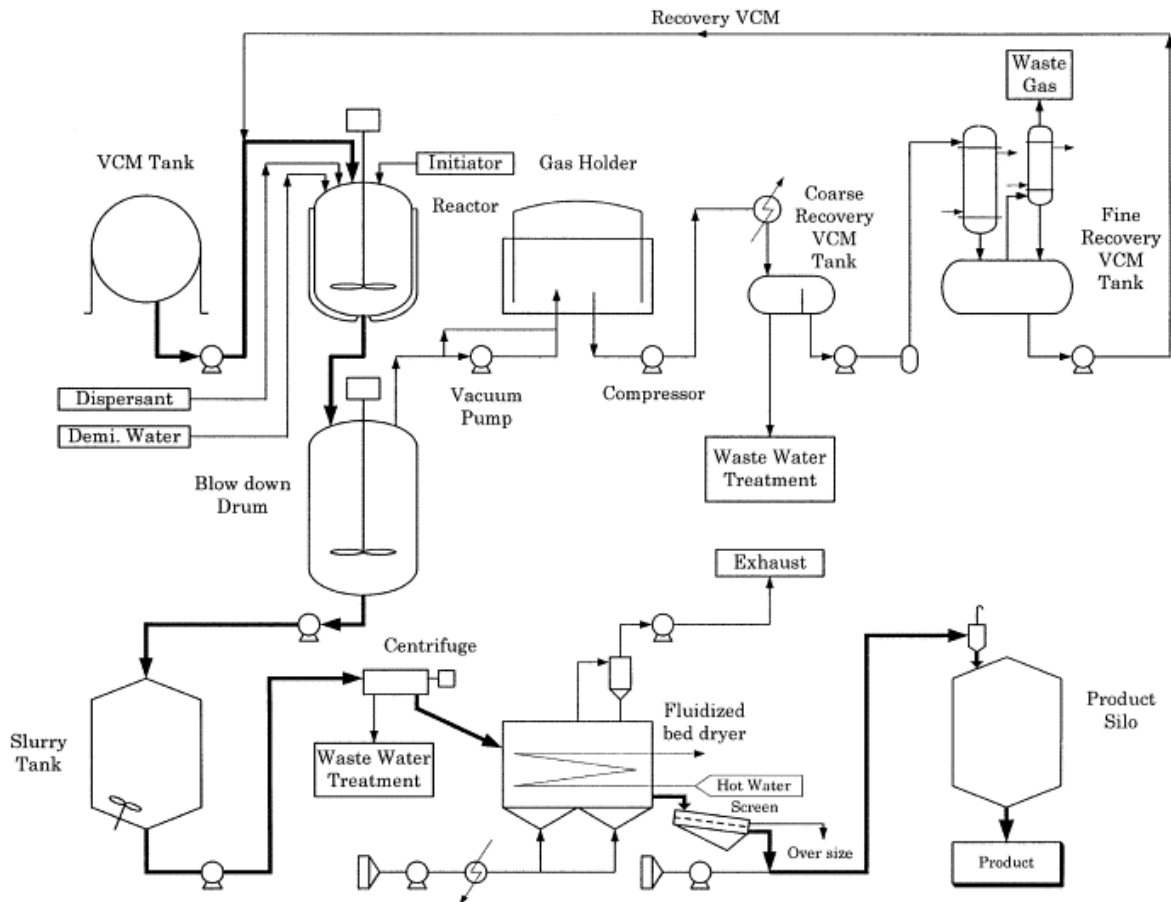 Recovery VCM
Waste
Gas
VCM Tank
Initiator
Gas Holder
Reactor
Coarse
Recovery
VCM
Tank
Fine
Recovery
VCM
Tank
Dispersant
Demi. Water
Vacuum
Pump
Compressor
Waste Water
Treatment
Blow down
Drum
Exhaust
Centrifuge
Slurry
Tank
Waste Water
Treatment
Fluidized
bed dryer
Hot Water
Screen
Over size
Product
Silo
Product